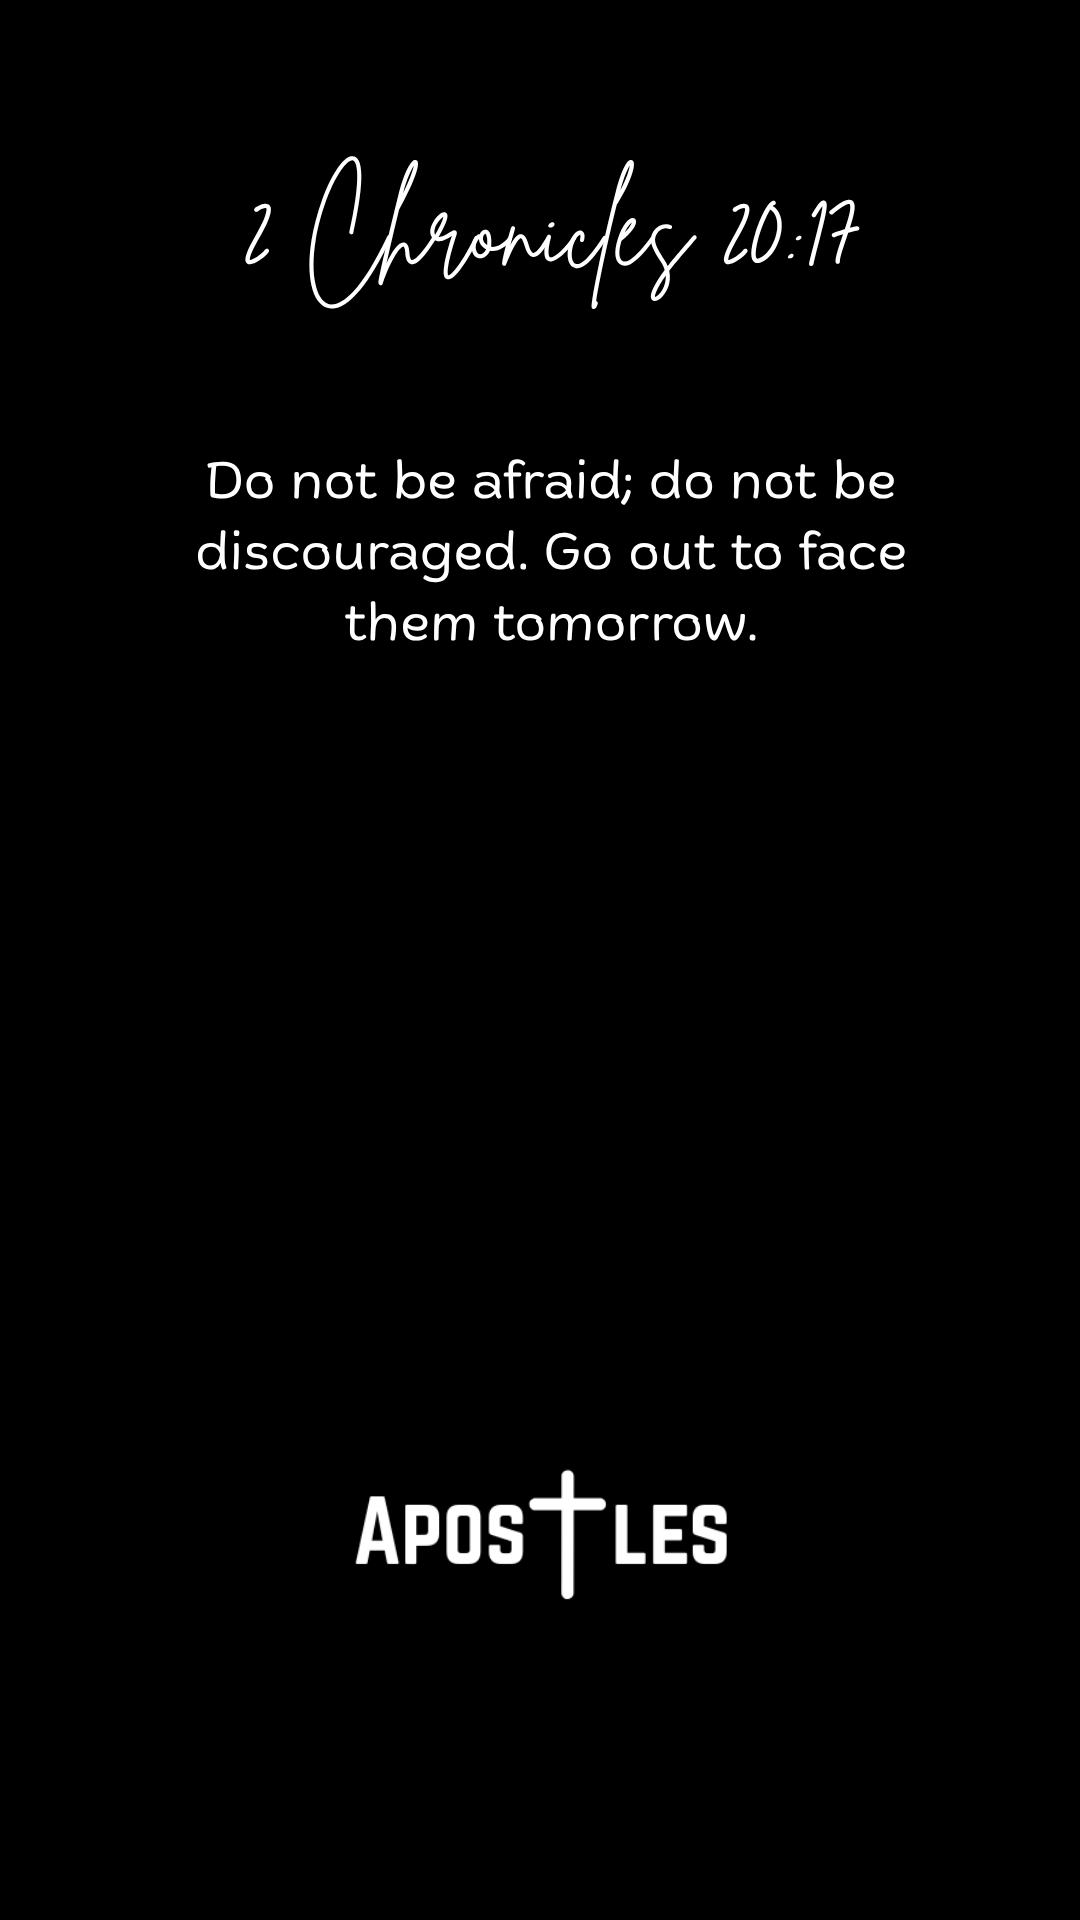 2 Chronicles 20:17
Do not be afraid; do not be
discouraged. Go out to face
them tomorrow.
Apostles